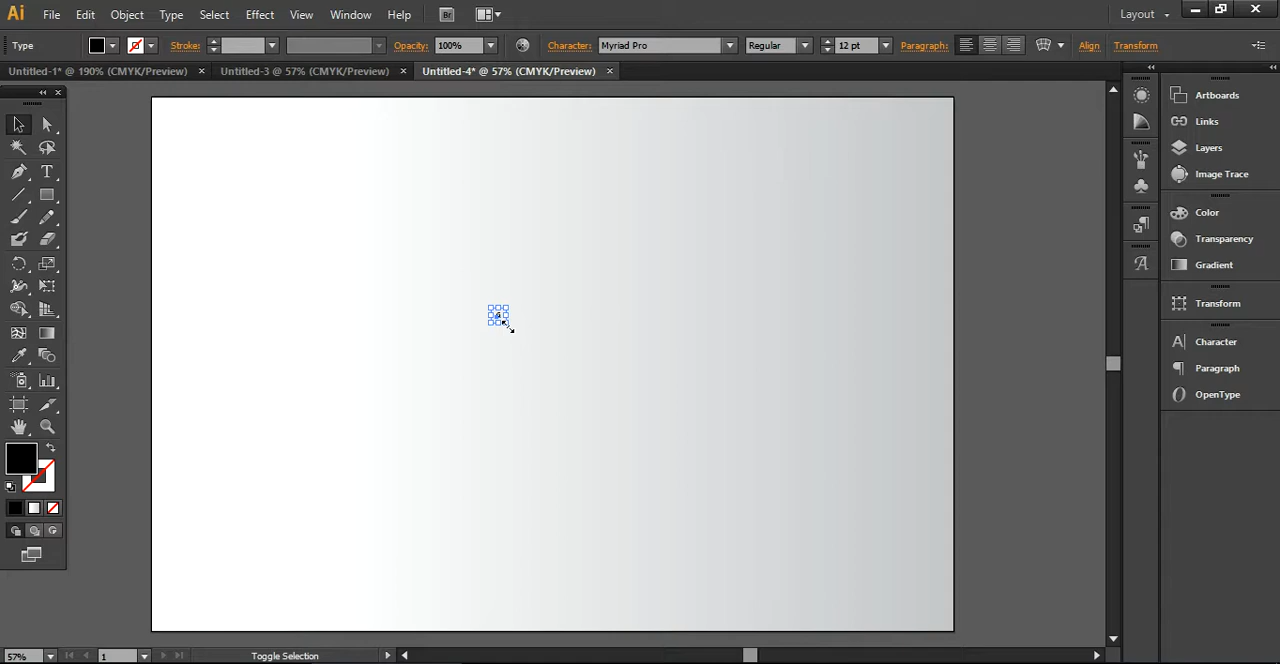 Ai File Edit Object Type Select Effect View Window Help Br Layout
Type Stroke: Opacity: 100% Character: Myriad Pro Regular 12 pt Paragraph: Align Transform
Untitled-1* @ 190% (CMYK/Preview) × Untitled-3 @ 57% (CMYK/Preview) × Untitled-4* @ 57% (CMYK/Preview) ×
Artboards
Links
Layers
Image Trace
Color
Transparency
Gradient
Transform
Character
Paragraph
OpenType
57% 1 Toggle Selection